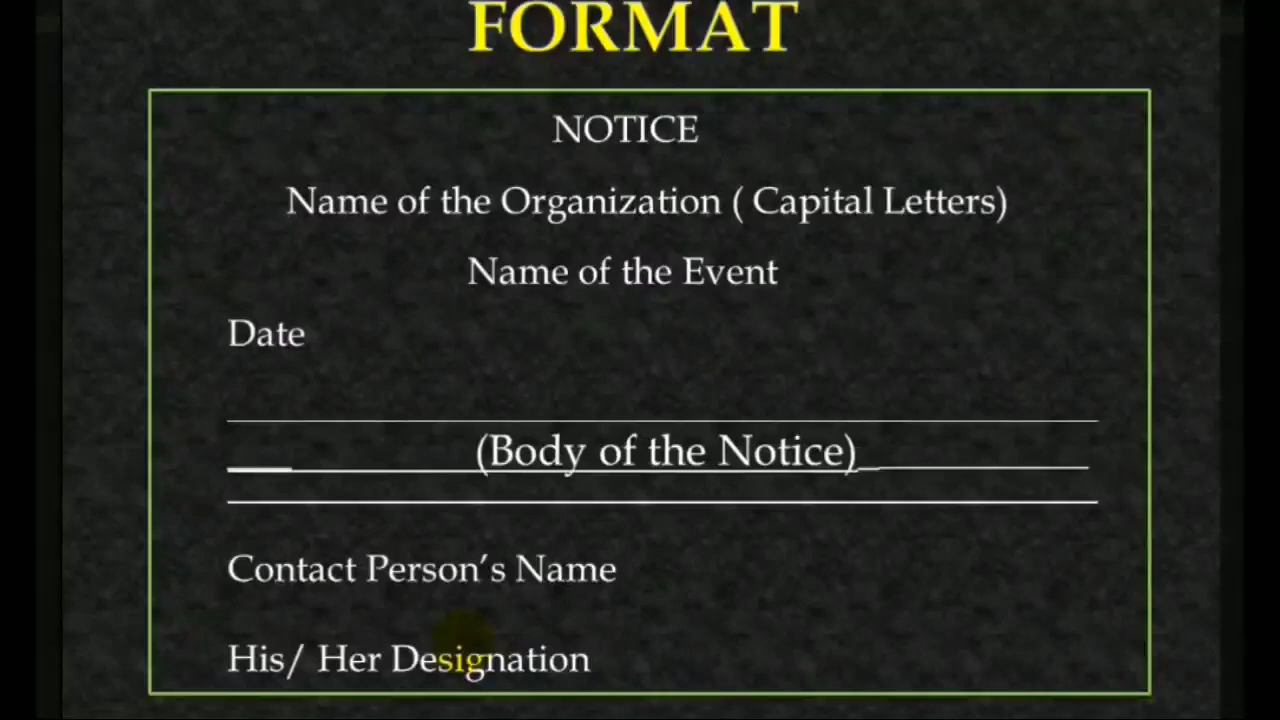 FORMAT
NOTICE
Name of the Organization ( Capital Letters)
Name of the Event
Date
(Body of the Notice)
Contact Person’s Name
His/ Her Designation